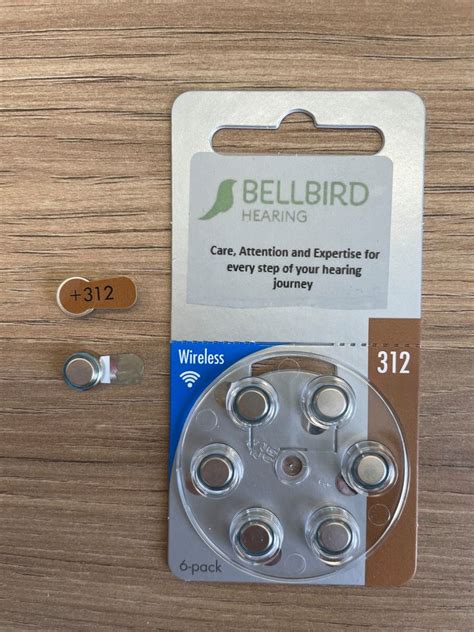 BELLBIRD
HEARING
Care, Attention and Expertise for
every step of your hearing
journey
+312
Wireless
312
6-pack